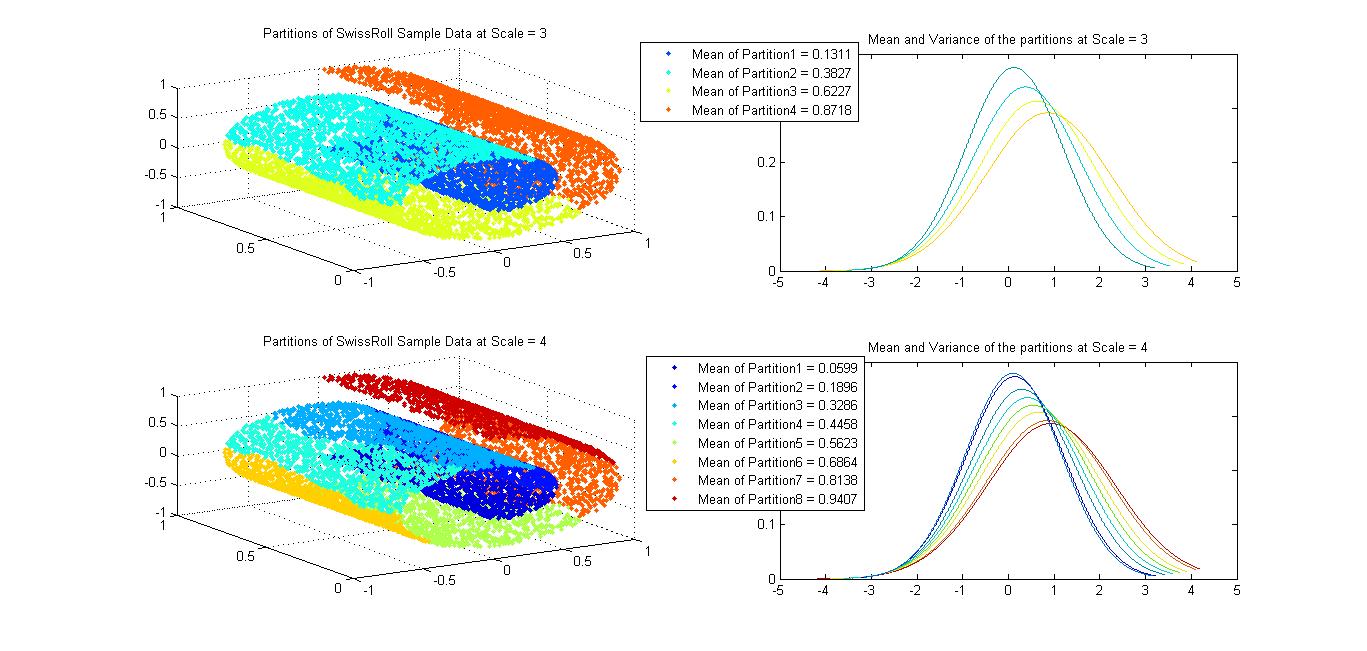 Partitions of SwissRoll Sample Data at Scale = 3
1
0.5
0
-0.5
-1
1
0.5
0
-1
-0.5
0
0.5
1
Mean of Partition1 = 0.1311
Mean of Partition2 = 0.3827
Mean of Partition3 = 0.6227
Mean of Partition4 = 0.8718
Mean and Variance of the partitions at Scale = 3
0.2
0.1
0
-5 -4 -3 -2 -1 0 1 2 3 4 5
Partitions of SwissRoll Sample Data at Scale = 4
1
0.5
0
-0.5
-1
1
0.5
0
-1
-0.5
0
0.5
1
Mean of Partition1 = 0.0599
Mean of Partition2 = 0.1896
Mean of Partition3 = 0.3286
Mean of Partition4 = 0.4458
Mean of Partition5 = 0.5623
Mean of Partition6 = 0.6864
Mean of Partition7 = 0.8138
Mean of Partition8 = 0.9407
Mean and Variance of the partitions at Scale = 4
0.1
0
-5 -4 -3 -2 -1 0 1 2 3 4 5